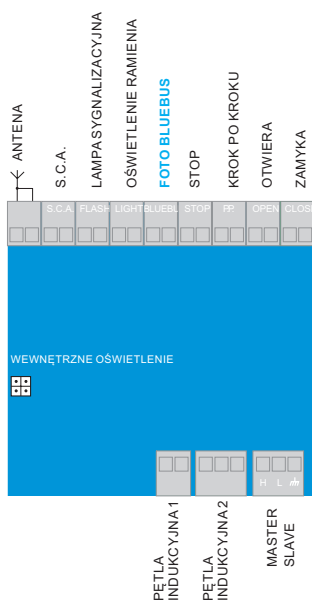 ANTENA
S.C.A.
LAMPA SYGNALIZACYJNA
OŚWIETLENIE RAMIENIA
FOTO BLUEBUS
STOP
KROK PO KROKU
OTWIERA
ZAMYKA
S.C.A. FLASH LIGHT BLUEBU STOP P.P. OPEN CLOSE
WEWNĘTRZNE OŚWIETLENIE
H L
PĘTLA
INDUKCYJNA 1
PĘTLA
INDUKCYJNA 2
MASTER
SLAVE